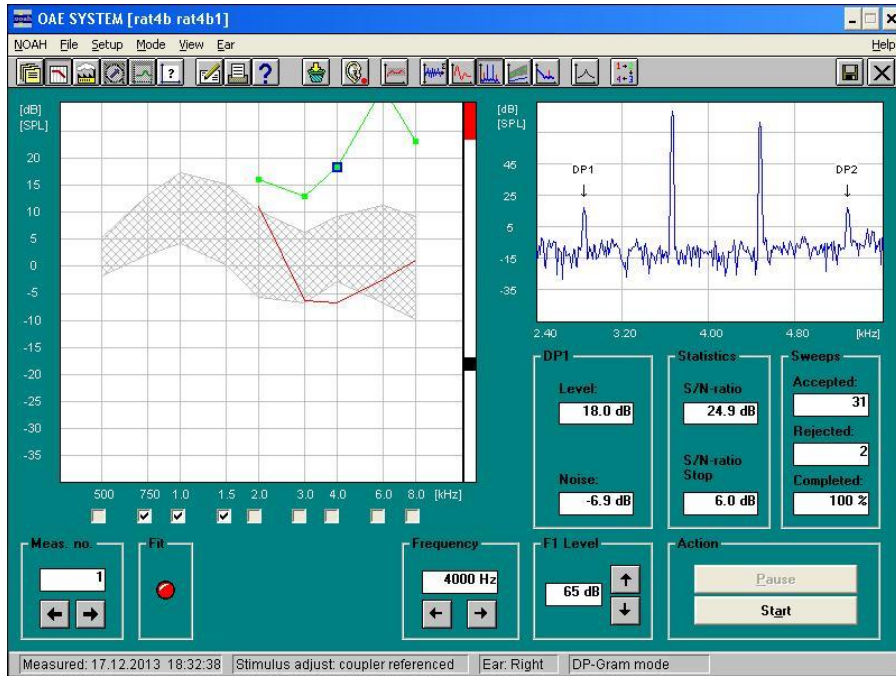 OAE SYSTEM [rat4b rat4b1]
NOAH File Setup Mode View Ear Help
[dB]
[SPL]
20
15
10
5
0
-5
-10
-15
-20
-25
-30
-35
500 750 1.0 1.5 2.0 3.0 4.0 6.0 8.0 [kHz]
[dB]
[SPL]
45
25
5
-15
-35
DP1
DP2
2.40 3.20 4.00 4.80 [kHz]
DP1
Level:
18.0 dB
Noise:
-6.9 dB
Statistics
S/N-ratio
24.9 dB
S/N-ratio
Stop
6.0 dB
Sweeps
Accepted:
31
Rejected:
2
Completed:
100 %
Meas. no.
1
Fit
Frequency
4000 Hz
F1 Level
65 dB
Action
Pause
Start
Measured: 17.12.2013 18:32:38 Stimulus adjust: coupler referenced Ear: Right DP-Gram mode